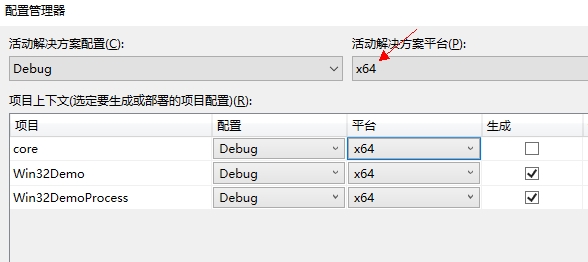 配置管理器
活动解决方案配置(C): 活动解决方案平台(P):
Debug x64
项目上下文(选定要生成或部署的项目配置)(R):
项目 配置 平台 生成
core Debug x64
Win32Demo Debug x64
Win32DemoProcess Debug x64